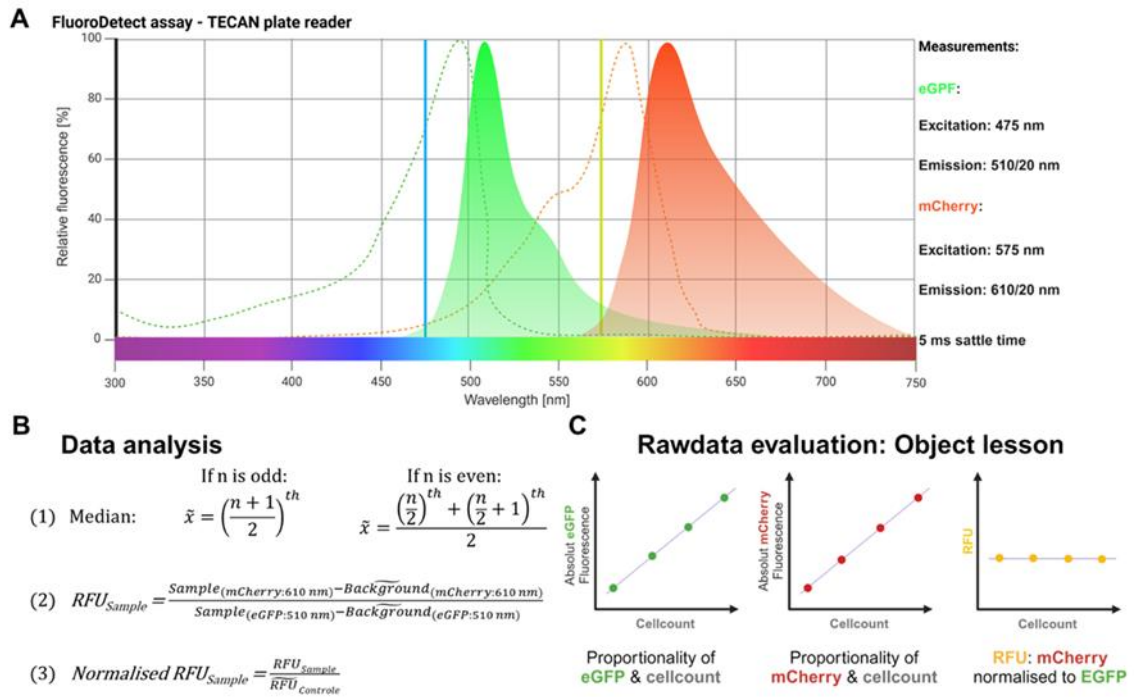 A FluoroDetect assay - TECAN plate reader
Relative fluorescence [%]
100
80
60
40
20
0
300 350 400 450 500 550 600 650 700 750
Wavelength [nm]
Measurements:
eGPF:
Excitation: 475 nm
Emission: 510/20 nm
mCherry:
Excitation: 575 nm
Emission: 610/20 nm
5 ms sattle time
B Data analysis
If n is odd: If n is even:
(1) Median: x̃ = ((n + 1)/2)^th x̃ = ((n/2)^th + (n/2 + 1)^th)/2
(2) RFU_Sample = (Sample_(mCherry:610 nm)−Background_(mCherry:610 nm))/(Sample_(eGFP:510 nm)−Background_(eGFP:510 nm))
(3) Normalised RFU_Sample = RFU_Sample/RFU_Controle
C Rawdata evaluation: Object lesson
Absolut eGFP
Fluorescence
Cellcount
Proportionality of
eGFP & cellcount
Absolut mCherry
Fluorescence
Cellcount
Proportionality of
mCherry & cellcount
RFU
Cellcount
RFU: mCherry
normalised to EGFP